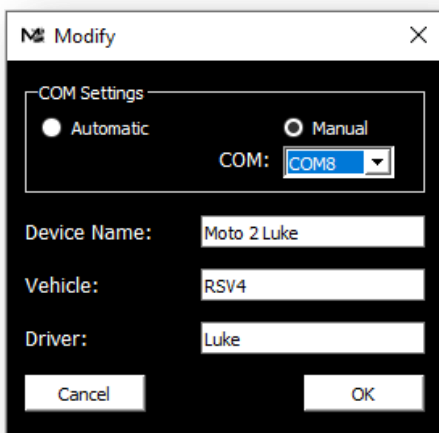 Modify
COM Settings
Automatic Manual
COM: COM8
Device Name: Moto 2 Luke
Vehicle: RSV4
Driver: Luke
Cancel OK